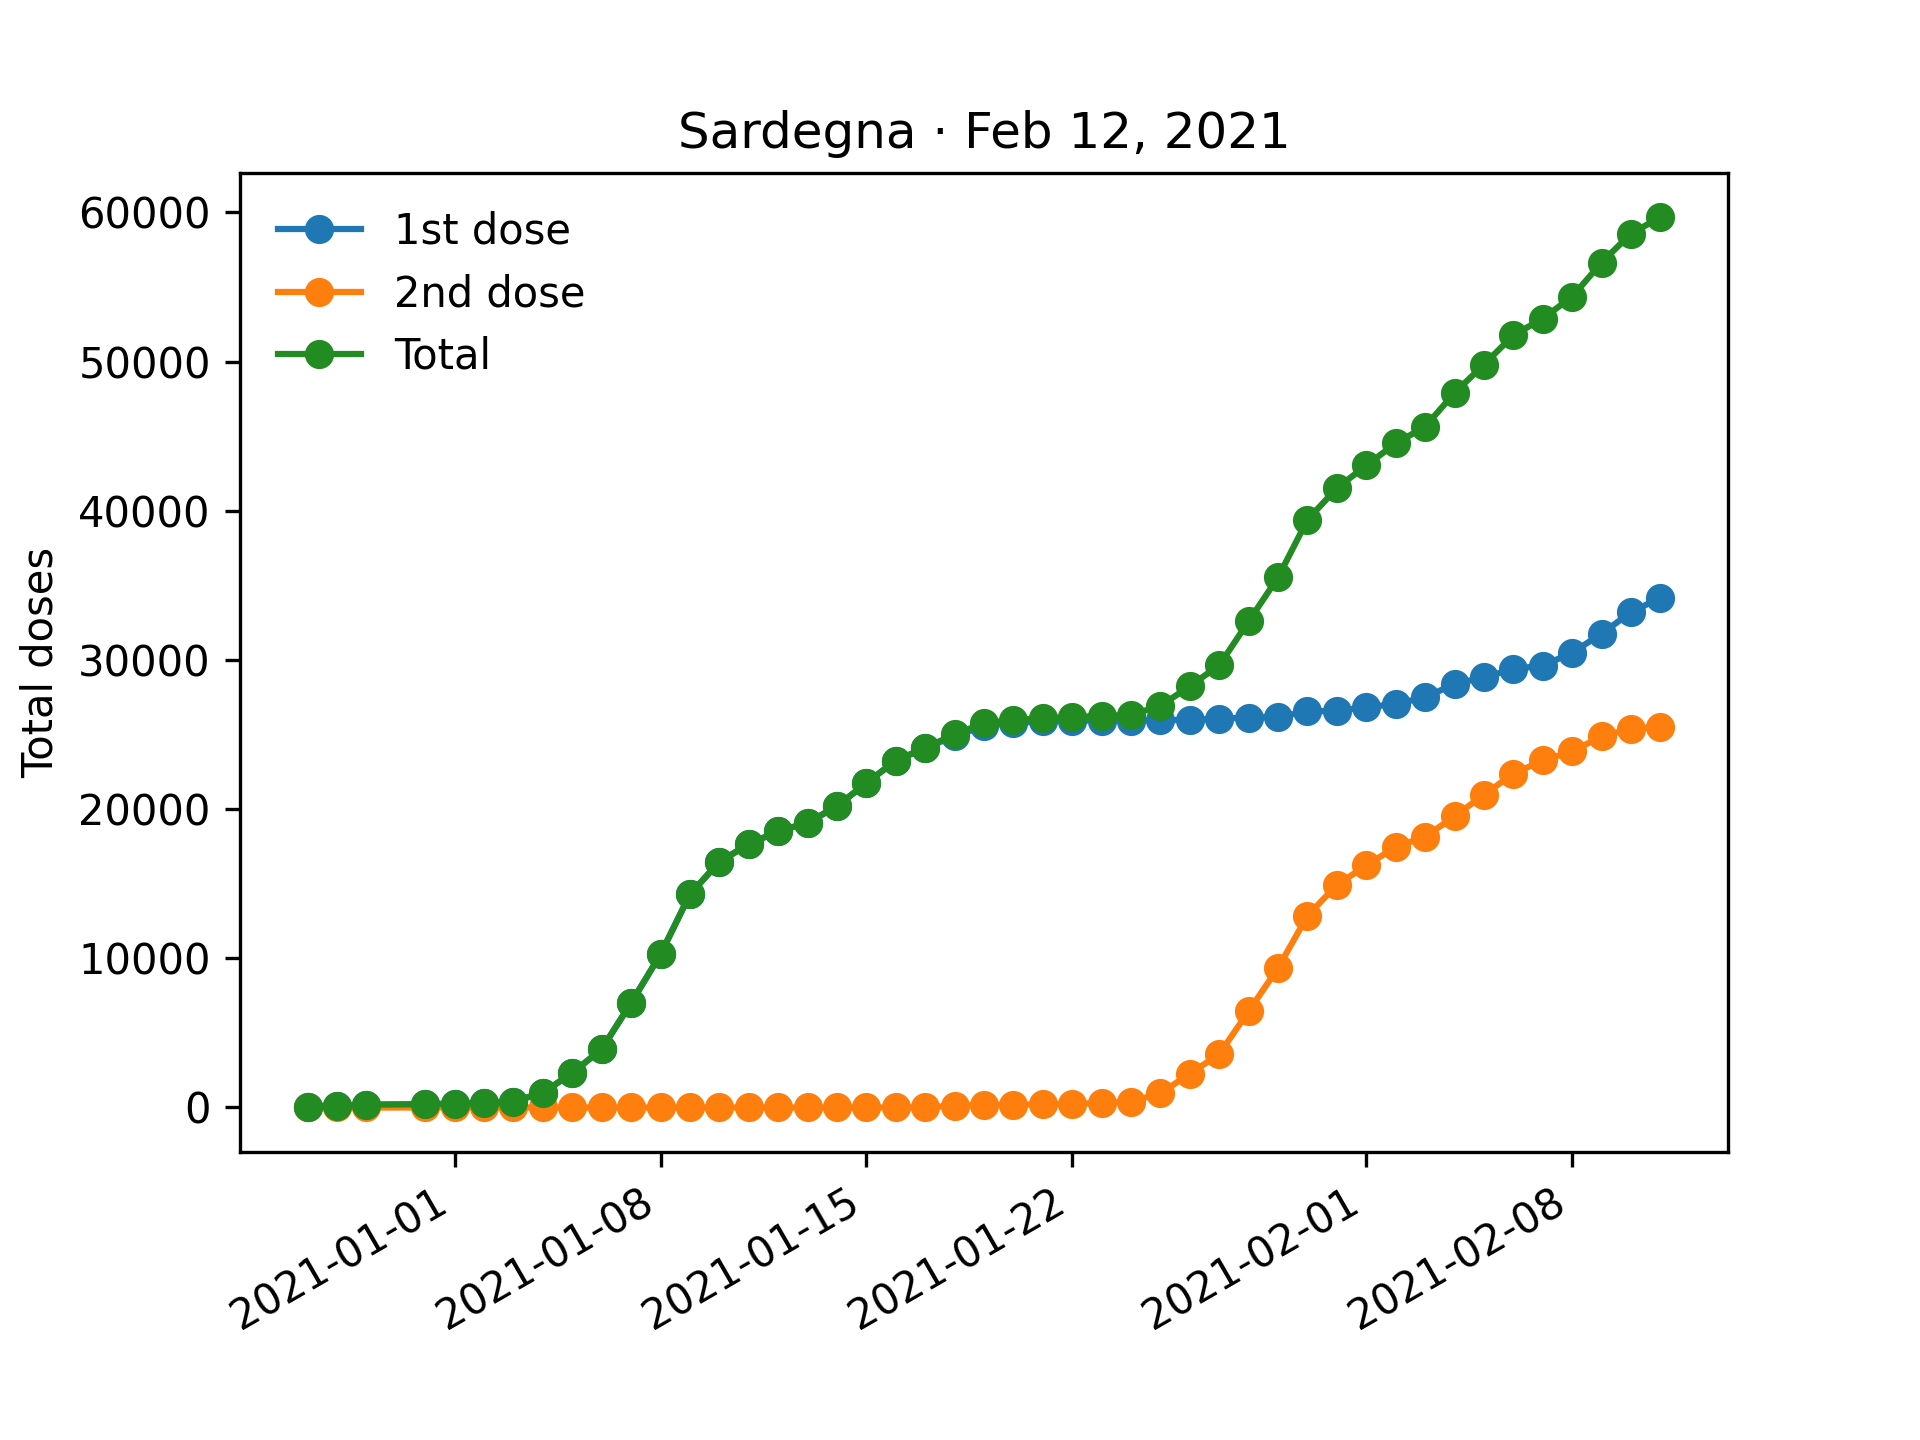 Sardegna · Feb 12, 2021
1st dose
2nd dose
Total
Total doses
60000
50000
40000
30000
20000
10000
0
2021-01-01
2021-01-08
2021-01-15
2021-01-22
2021-02-01
2021-02-08